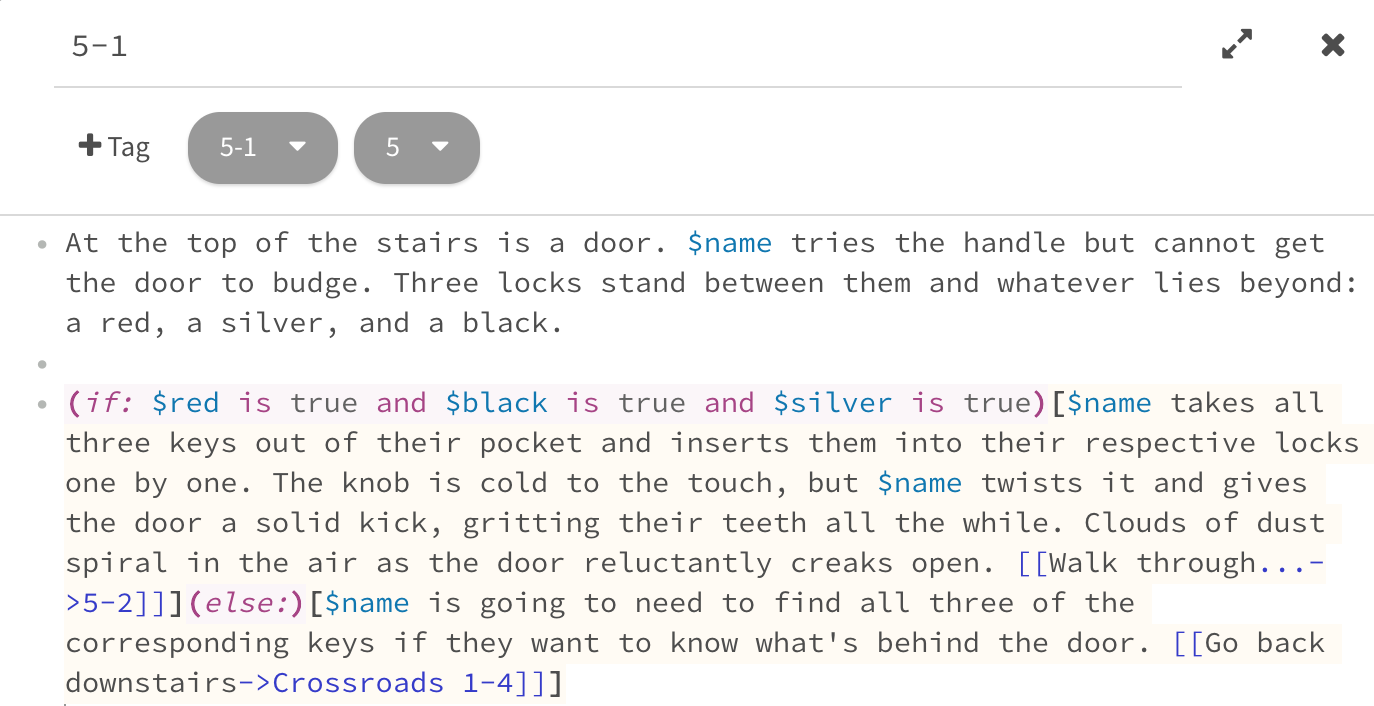 5-1
+ Tag 5-1 5
At the top of the stairs is a door. $name tries the handle but cannot get
the door to budge. Three locks stand between them and whatever lies beyond:
a red, a silver, and a black.
(if: $red is true and $black is true and $silver is true)[$name takes all
three keys out of their pocket and inserts them into their respective locks
one by one. The knob is cold to the touch, but $name twists it and gives
the door a solid kick, gritting their teeth all the while. Clouds of dust
spiral in the air as the door reluctantly creaks open. [[Walk through...-
>5-2]]](else:)[$name is going to need to find all three of the
corresponding keys if they want to know what's behind the door. [[Go back
downstairs->Crossroads 1-4]]]